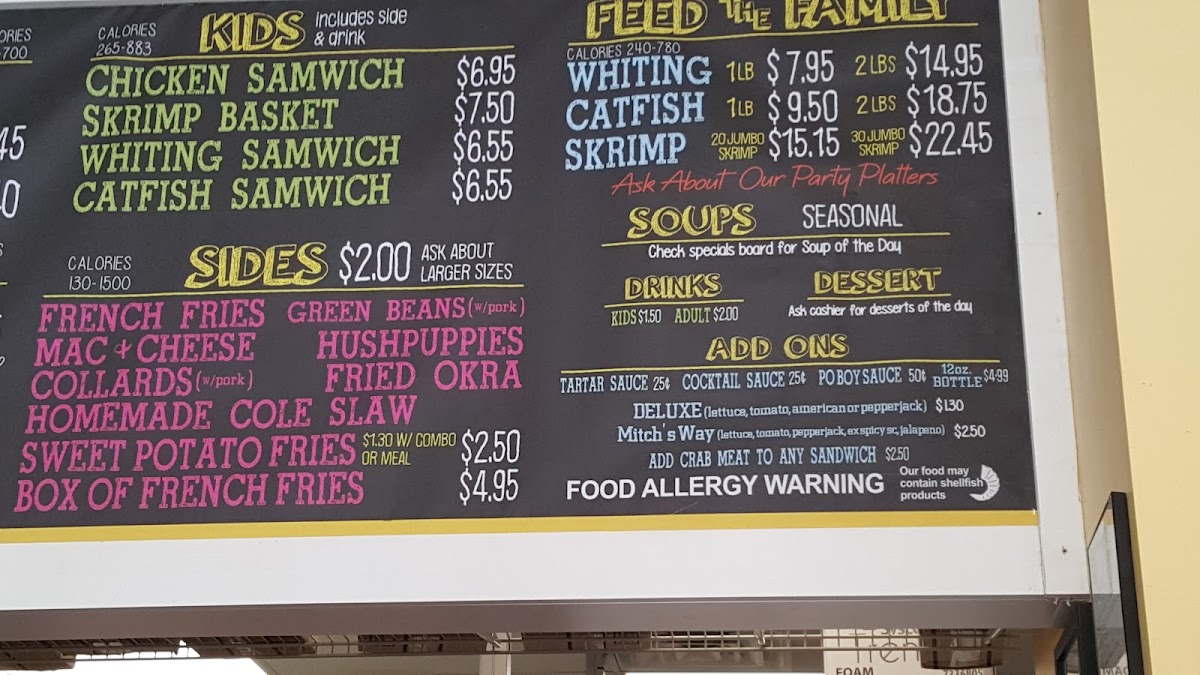 ORIES
-700
45
CALORIES
265-883
KIDS includes side
& drink
CHICKEN SAMWICH $6.95
SKRIMP BASKET $7.50
WHITING SAMWICH $6.55
CATFISH SAMWICH $6.55
CALORIES
130-1500
SIDES $2.00 ASK ABOUT
LARGER SIZES
FRENCH FRIES GREEN BEANS (w/pork)
MAC & CHEESE HUSHPUPPIES
COLLARDS (w/pork) FRIED OKRA
HOMEMADE COLE SLAW
SWEET POTATO FRIES $1.30 W/ COMBO
OR MEAL $2.50
BOX OF FRENCH FRIES $4.95
FEED THE FAMILY
CALORIES 240-780
WHITING 1LB $7.95 2LBS $14.95
CATFISH 1LB $9.50 2LBS $18.75
SKRIMP 20 JUMBO
SKRIMP $15.15 30 JUMBO
SKRIMP $22.45
Ask About Our Party Platters
SOUPS SEASONAL
Check specials board for Soup of the Day
DRINKS
KIDS $1.50 ADULT $2.00
DESSERT
Ask cashier for desserts of the day
ADD ONS
TARTAR SAUCE 25¢ COCKTAIL SAUCE 25¢ PO BOY SAUCE 50¢ 12oz.
BOTTLE $4.99
DELUXE (lettuce, tomato, american or pepperjack) $1.30
Mitch's Way (lettuce, tomato, pepperjack, ex spicy sc, jalapeno) $2.50
ADD CRAB MEAT TO ANY SANDWICH $2.50
FOOD ALLERGY WARNING Our food may
contain shellfish
products
FOAM